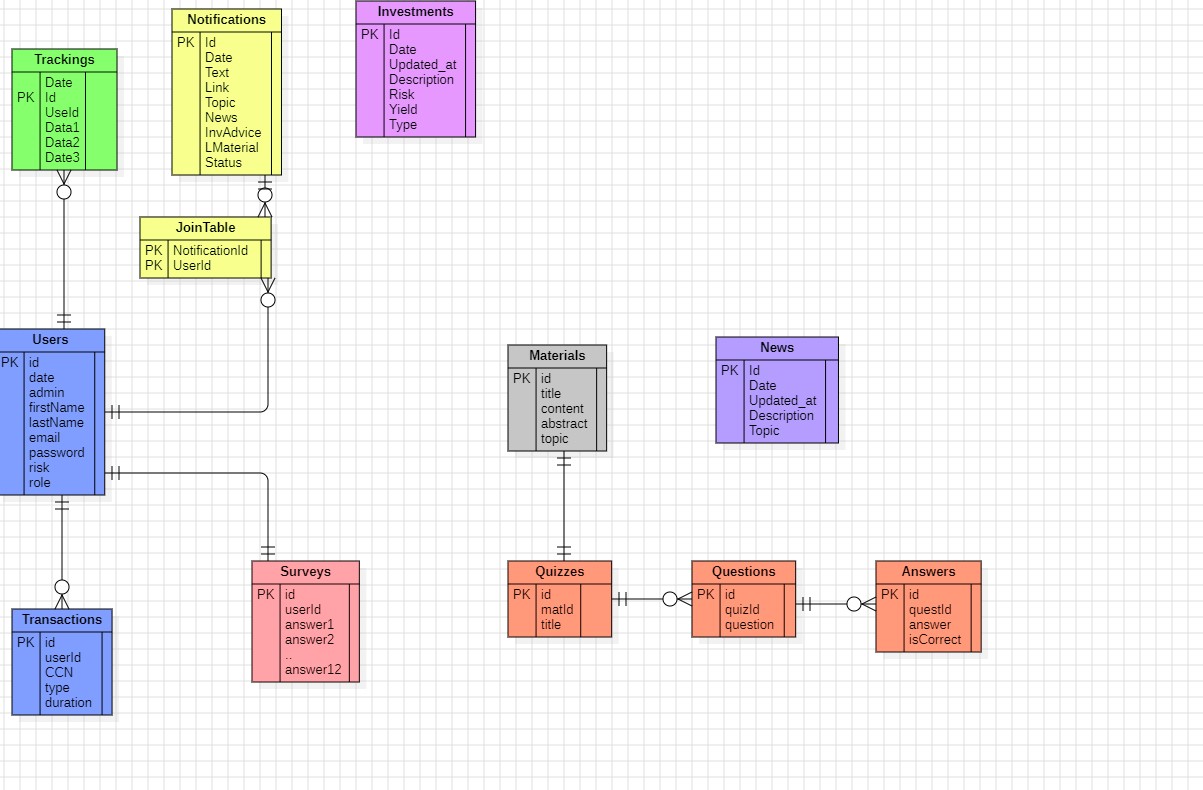 Investments
PK Id
Date
Updated_at
Description
Risk
Yield
Type
Notifications
PK Id
Date
Text
Link
Topic
News
InvAdvice
LMaterial
Status
Trackings
Date
PK Id
UseId
Data1
Data2
Date3
JoinTable
PK NotificationId
PK UserId
Users
PK id
date
admin
firstName
lastName
email
password
risk
role
Materials
PK id
title
content
abstract
topic
News
PK Id
Date
Updated_at
Description
Topic
Transactions
PK id
userId
CCN
type
duration
Surveys
PK id
userId
answer1
answer2
..
answer12
Quizzes
PK id
matId
title
Questions
PK id
quizId
question
Answers
PK id
questId
answer
isCorrect